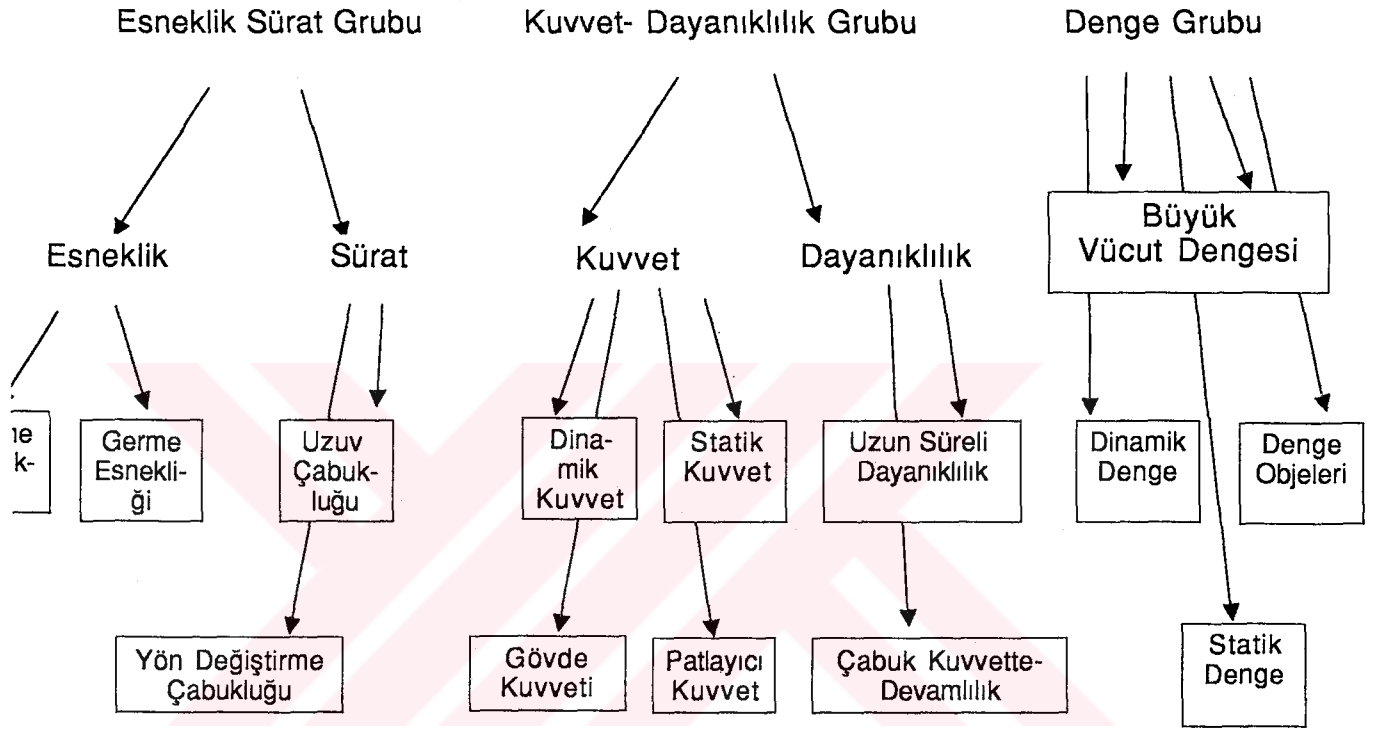 Esneklik Sürat Grubu
Kuvvet- Dayanıklılık Grubu
Denge Grubu
Büyük
Vücut Dengesi
Esneklik
Sürat
Kuvvet
Dayanıklılık
k-
Germe
Esnekli-
ği
Uzuv
Çabuk-
luğu
Dina-
mik
Kuvvet
Statik
Kuvvet
Uzun Süreli
Dayanıklılık
Dinamik
Denge
Denge
Objeleri
Yön Değiştirme
Çabukluğu
Gövde
Kuvveti
Patlayıcı
Kuvvet
Çabuk Kuvvette-
Devamlılık
Statik
Denge